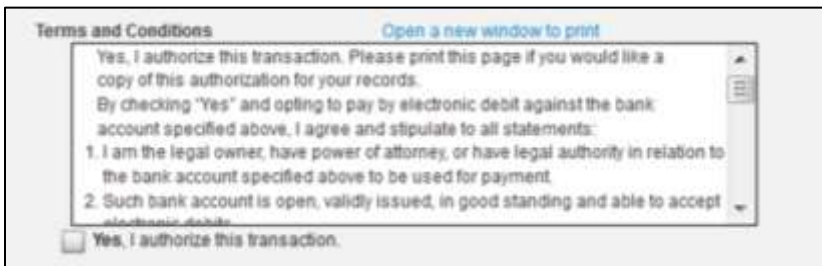 Terms and Conditions Open a new window to print
Yes, I authorize this transaction. Please print this page if you would like a
copy of this authorization for your records.
By checking "Yes" and opting to pay by electronic debit against the bank
account specified above, I agree and stipulate to all statements:
1. I am the legal owner, have power of attorney, or have legal authority in relation to
the bank account specified above to be used for payment.
2. Such bank account is open, validly issued, in good standing and able to accept
electronic debits
Yes, I authorize this transaction.